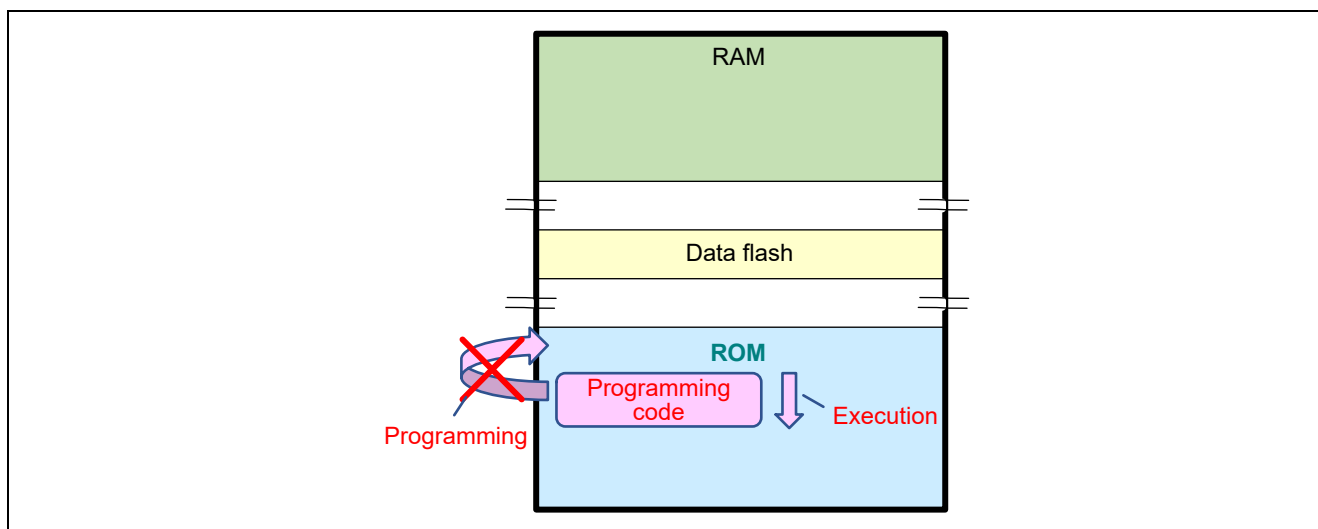 RAM
Data flash
ROM
Programming
code
Execution
Programming